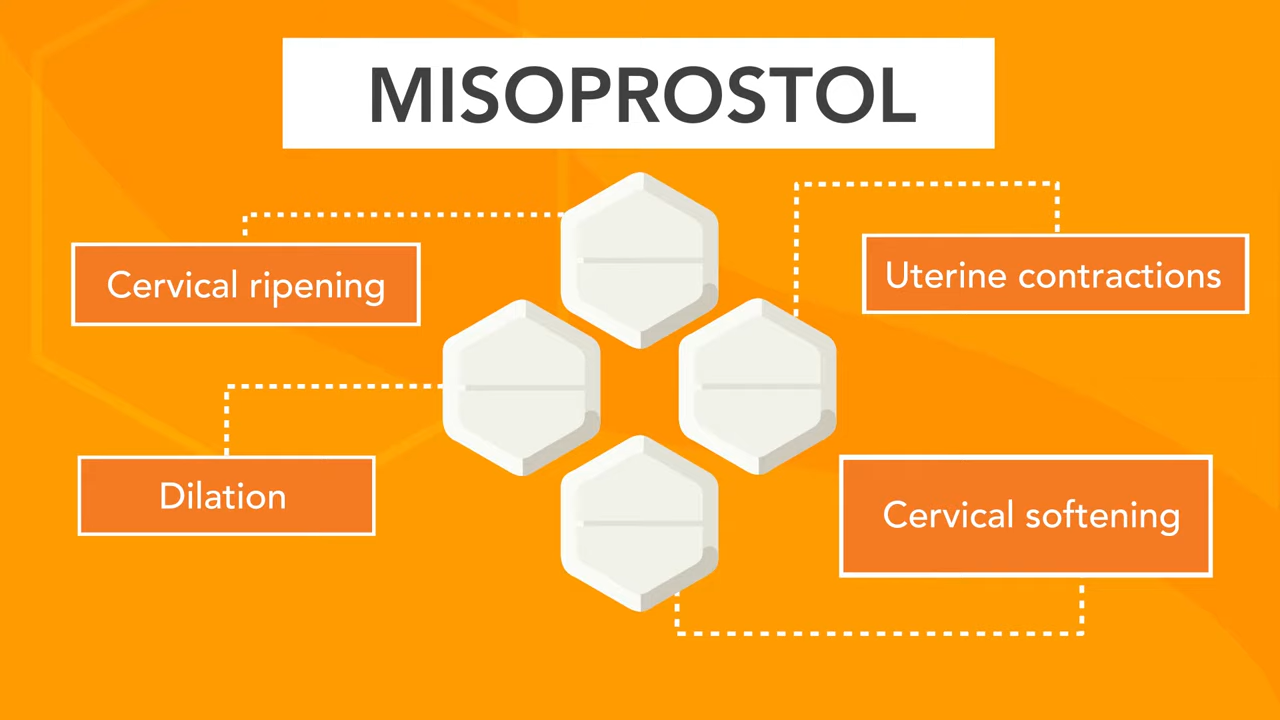 MISOPROSTOL
Cervical ripening
Uterine contractions
Dilation
Cervical softening